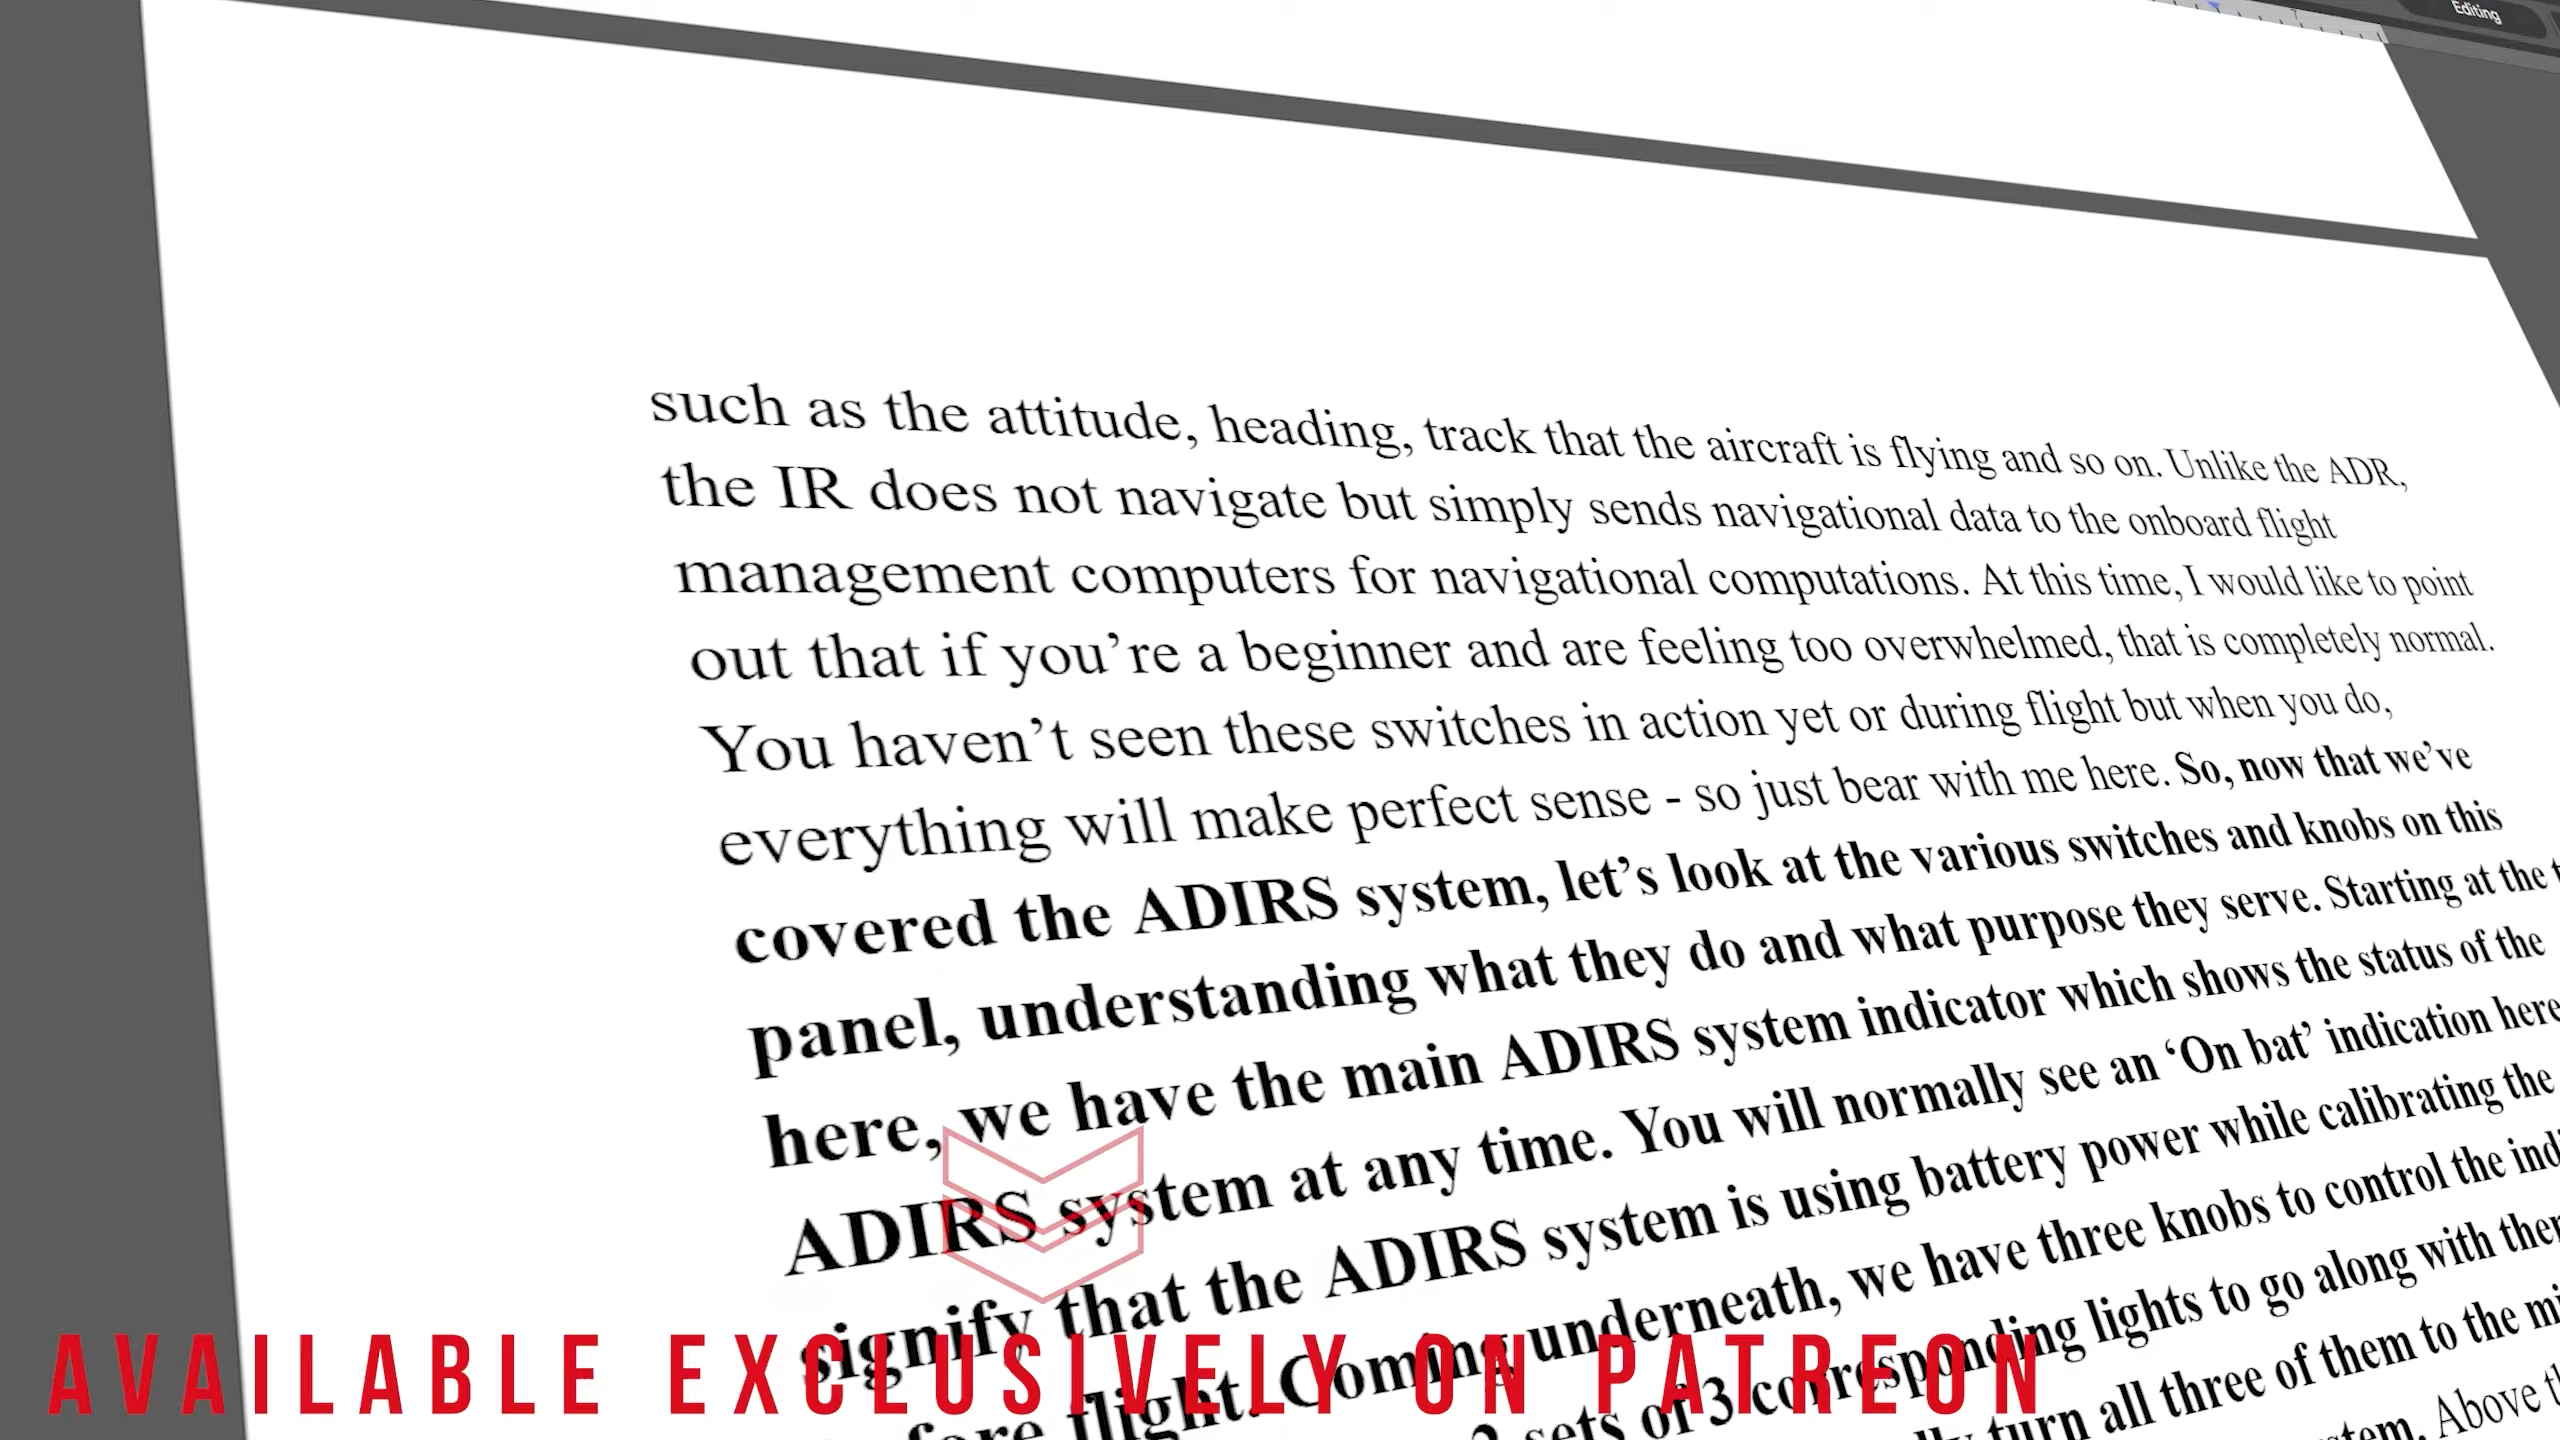 Editing
such as the attitude, heading, track that the aircraft is flying and so on. Unlike the ADR,
the IR does not navigate but simply sends navigational data to the onboard flight
management computers for navigational computations. At this time, I would like to point
out that if you’re a beginner and are feeling too overwhelmed, that is completely normal.
You haven’t seen these switches in action yet or during flight but when you do,
everything will make perfect sense - so just bear with me here. So, now that we’ve
covered the ADIRS system, let’s look at the various switches and knobs on this
panel, understanding what they do and what purpose they serve. Starting at the
here, we have the main ADIRS system indicator which shows the status of the
ADIRS system at any time. You will normally see an ‘On bat’ indication here
signify that the ADIRS system is using battery power while calibrating the
flight. Coming underneath, we have three knobs to control the
sets of 3 corresponding lights to go along with
turn all three of them to the
Above
AVAILABLE EXCLUSIVELY ON PATREON